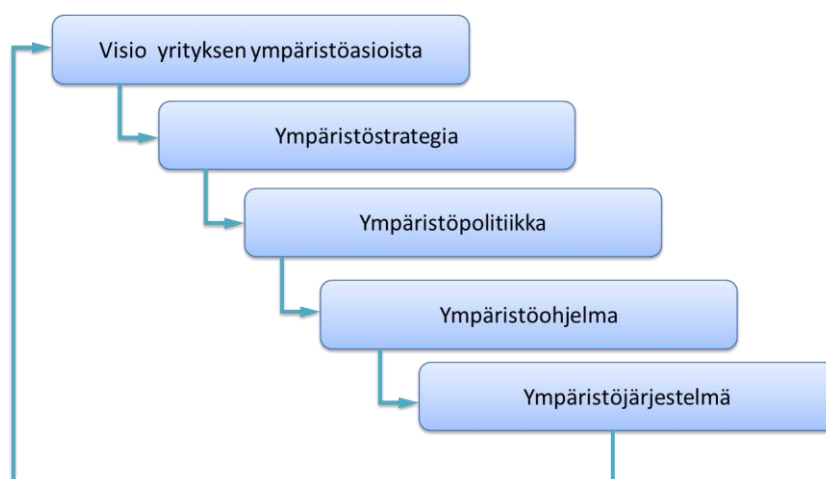 Visio yrityksen ympäristöasioista
Ympäristöstrategia
Ympäristöpolitiikka
Ympäristöohjelma
Ympäristöjärjestelmä